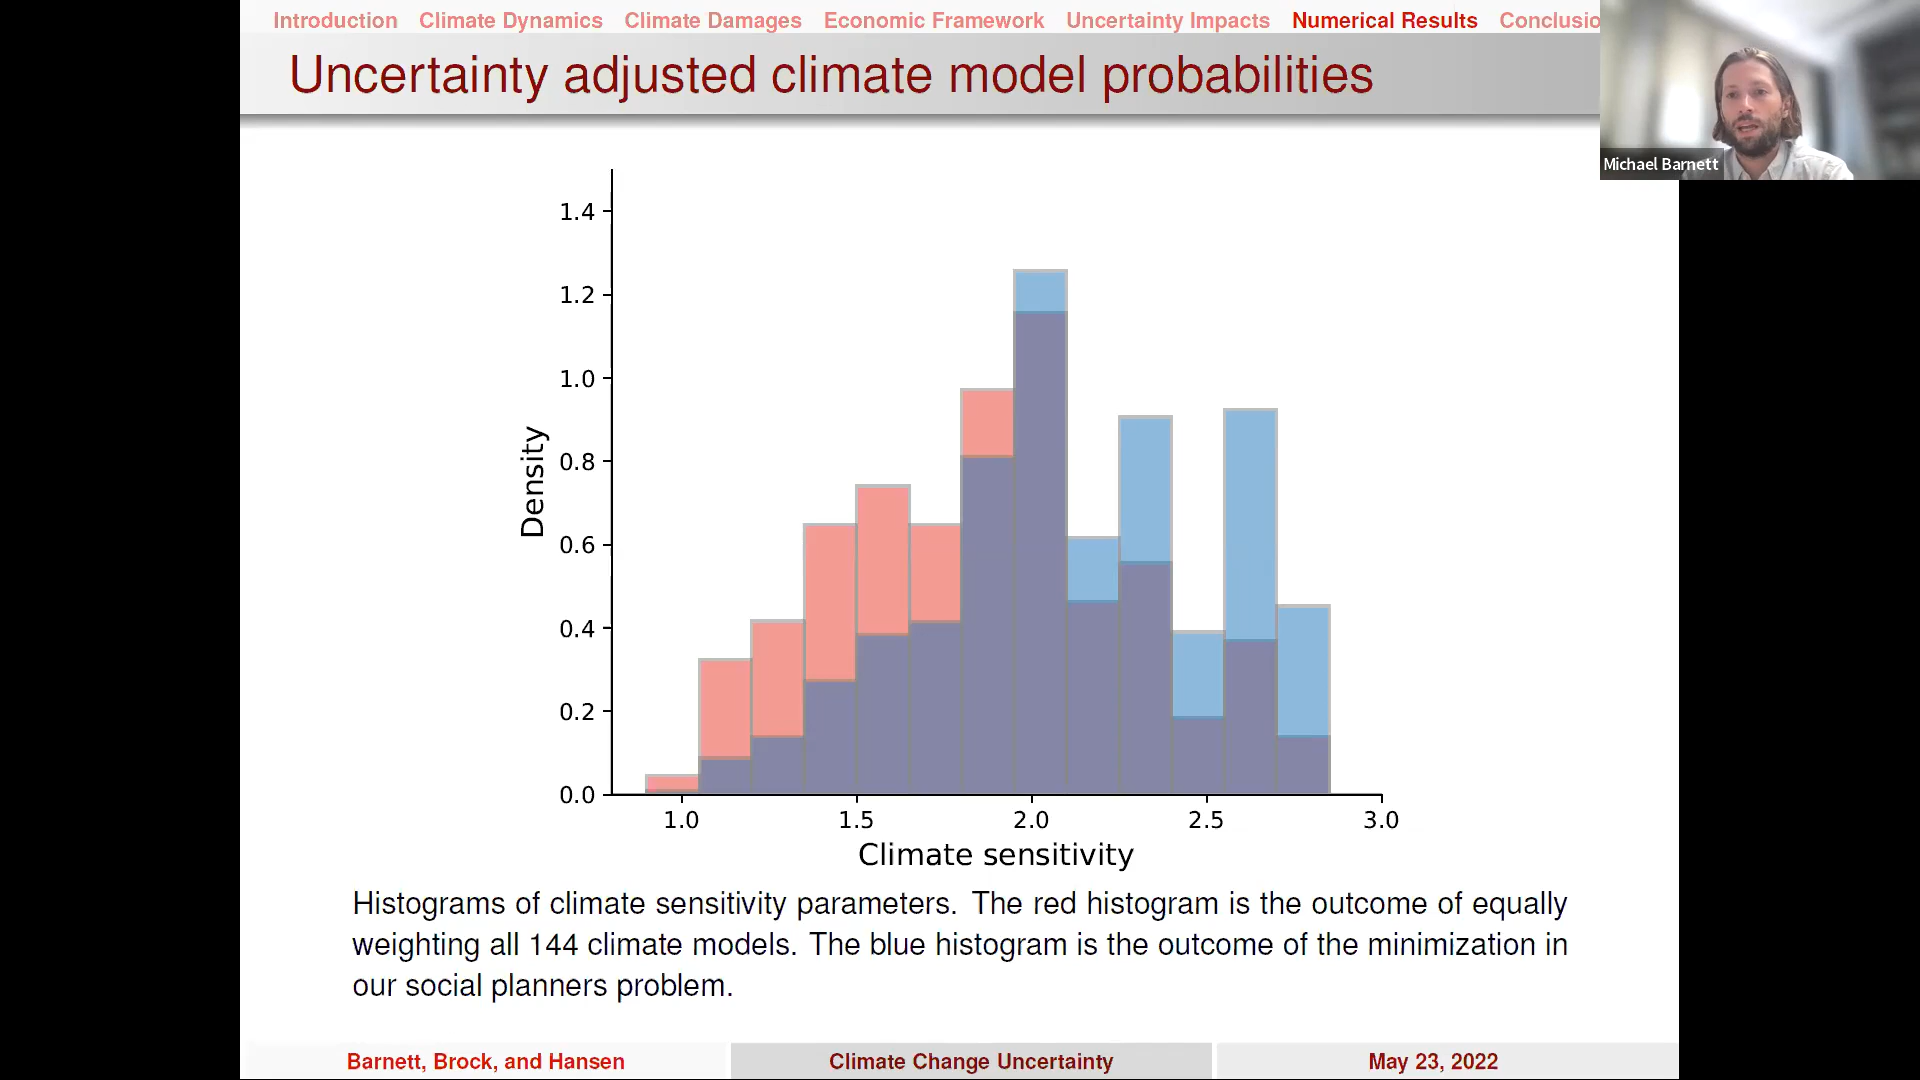 Introduction Climate Dynamics Climate Damages Economic Framework Uncertainty Impacts Numerical Results Conclusio
Uncertainty adjusted climate model probabilities
Michael Barnett
1.4
1.2
1.0
0.8
0.6
0.4
0.2
0.0
Density
1.0 1.5 2.0 2.5 3.0
Climate sensitivity
Histograms of climate sensitivity parameters. The red histogram is the outcome of equally
weighting all 144 climate models. The blue histogram is the outcome of the minimization in
our social planners problem.
Barnett, Brock, and Hansen Climate Change Uncertainty May 23, 2022